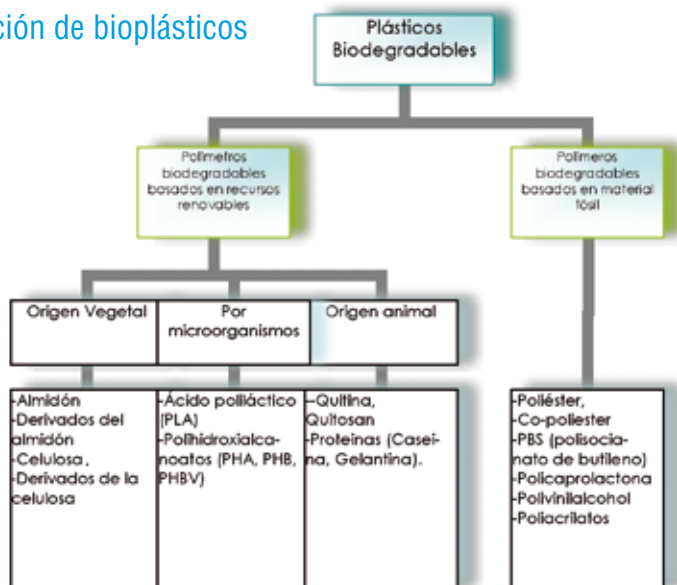 ción de bioplásticos
Plásticos
Biodegradables
Polímetros
biodegradables
basados en recursos
renovables
Polímeros
biodegradables
basados en material
fósil
Origen Vegetal
Por
microorganismos
Origen animal
-Almidón
-Derivados del
almidón
-Celulosa.
-Derivados de la
celulosa
-Ácido poliláctico
(PLA)
-Polihidroxialca-
noatos (PHA, PHB,
PHBV)
-Quitina,
Quitosan
-Proteínas (Casei-
na, Gelantina).
-Poliéster,
-Co-poliester
-PBS (polisocia-
nato de butileno)
-Policaprolactona
-Polivinilalcohol
-Poliacrilatos